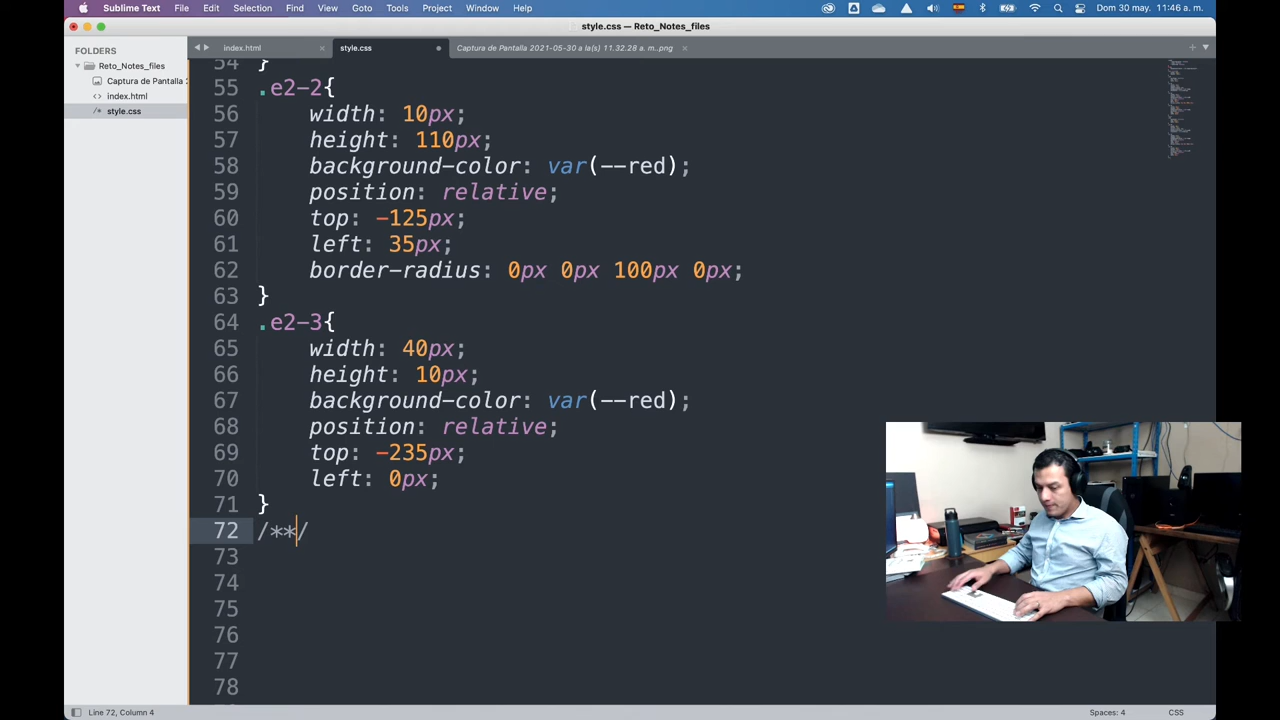 Sublime Text File Edit Selection Find View Goto Tools Project Window Help Dom 30 may. 11:46 a. m.
style.css — Reto_Notes_files
FOLDERS
Reto_Notes_files
Captura de Pantalla 2
index.html
style.css
index.html × style.css Captura de Pantalla 2021-05-30 a la(s) 11.32.28 a. m..png ×
54 }
55 .e2-2{
56 width: 10px;
57 height: 110px;
58 background-color: var(--red);
59 position: relative;
60 top: -125px;
61 left: 35px;
62 border-radius: 0px 0px 100px 0px;
63 }
64 .e2-3{
65 width: 40px;
66 height: 10px;
67 background-color: var(--red);
68 position: relative;
69 top: -235px;
70 left: 0px;
71 }
72 /**/
73
74
75
76
77
78
Line 72, Column 4 Spaces: 4 CSS